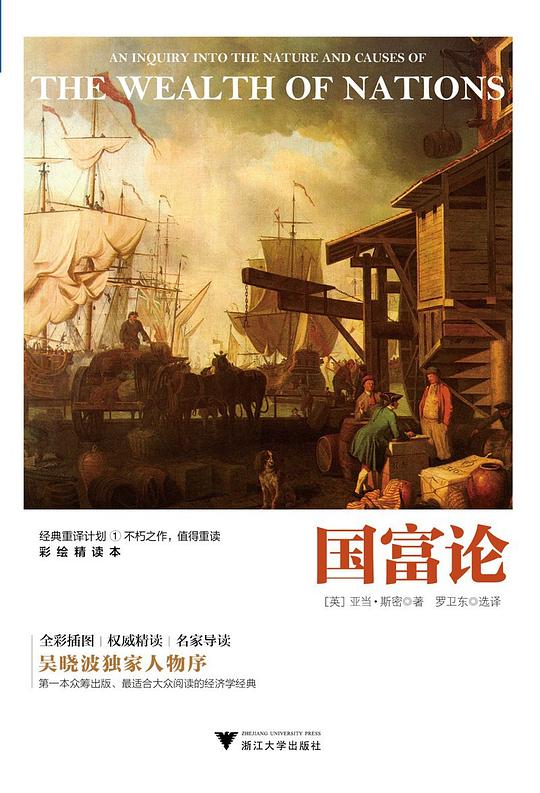 AN INQUIRY INTO THE NATURE AND CAUSES OF
THE WEALTH OF NATIONS
经典重译计划 ① 不朽之作，值得重读
彩绘精读本
国富论
［英］亚当·斯密◎著 罗卫东◎选译
全彩插图 | 权威精读 | 名家导读
吴晓波独家人物序
第一本众筹出版、最适合大众阅读的经济学经典
ZHEJIANG UNIVERSITY PRESS
浙江大学出版社